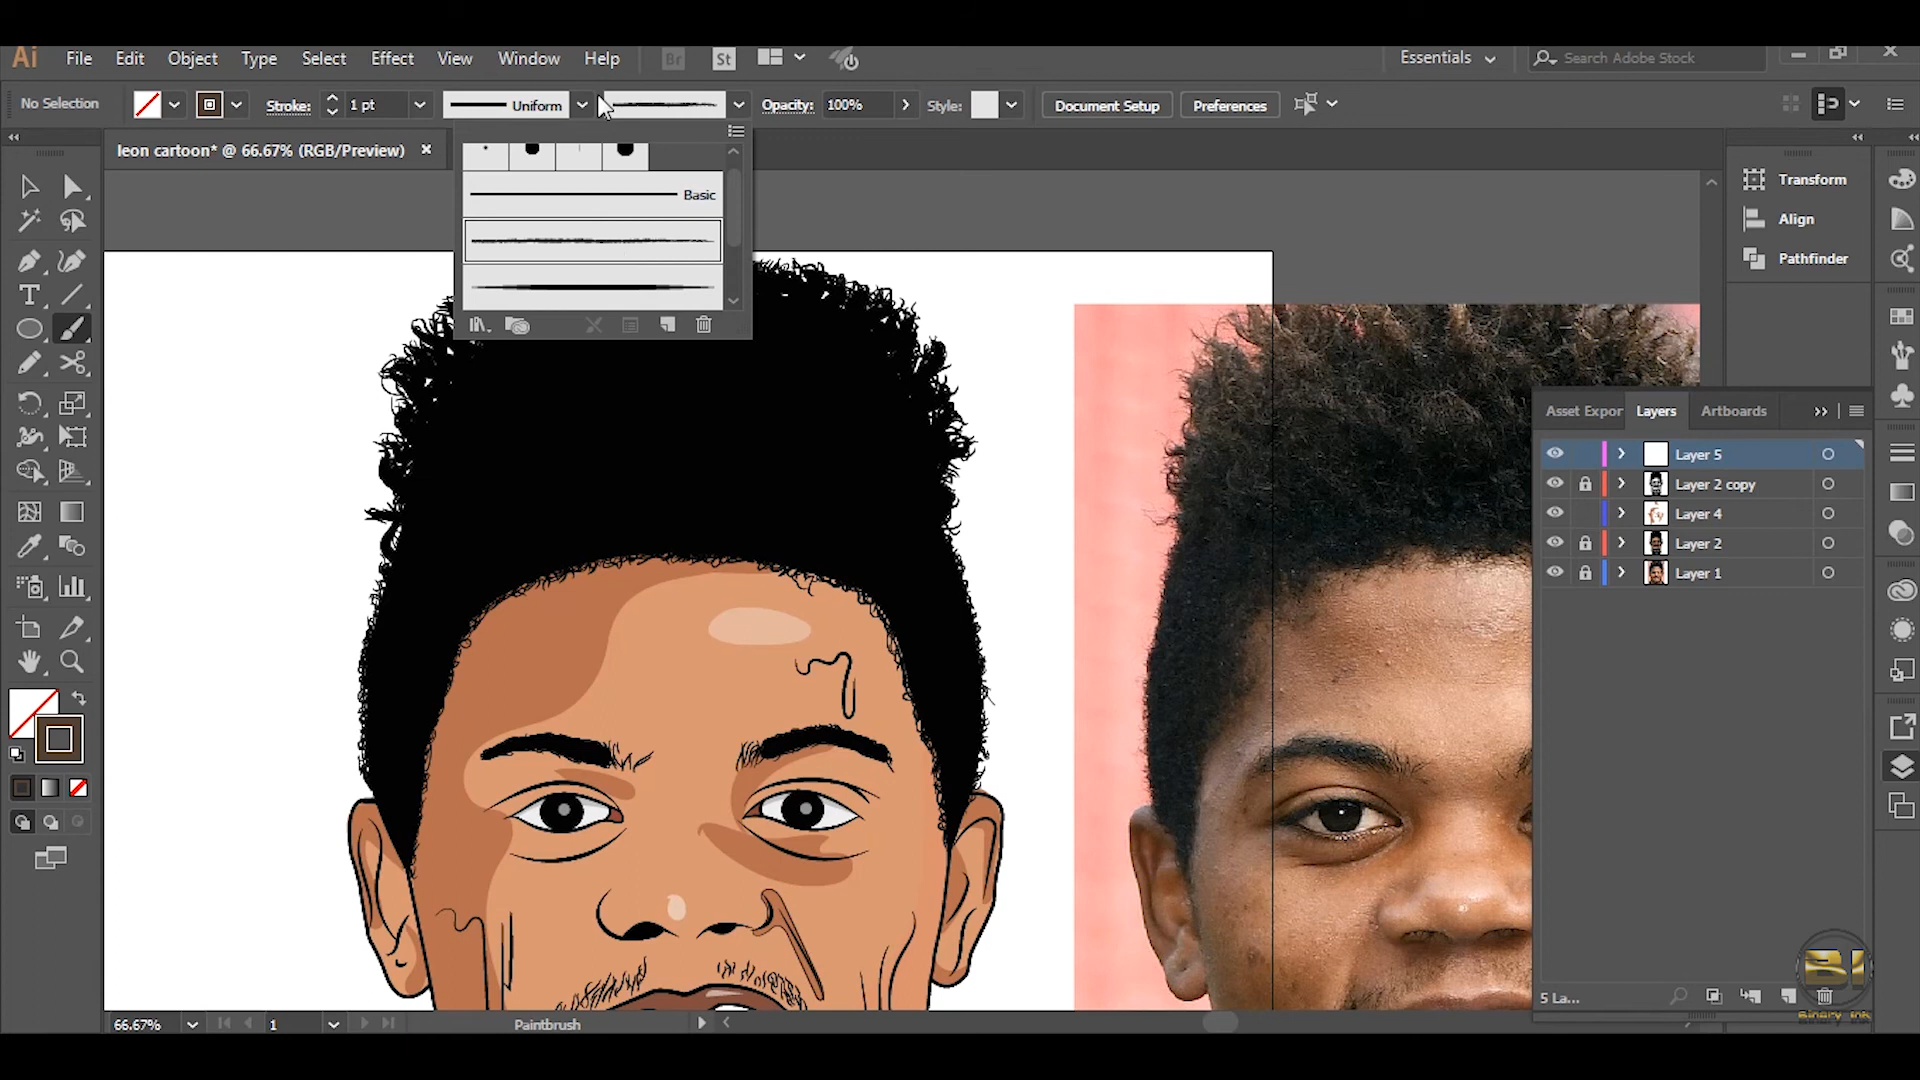 Ai File Edit Object Type Select Effect View Window Help Br St Essentials Search Adobe Stock
No Selection Stroke: 1 pt Uniform Opacity: 100% Style: Document Setup Preferences
leon cartoon* @ 66.67% (RGB/Preview)
Basic
Transform
Align
Pathfinder
Asset Expor Layers Artboards
Layer 5
Layer 2 copy
Layer 4
Layer 2
Layer 1
5 La...
BI
Binary Ink
66.67% 1 Paintbrush